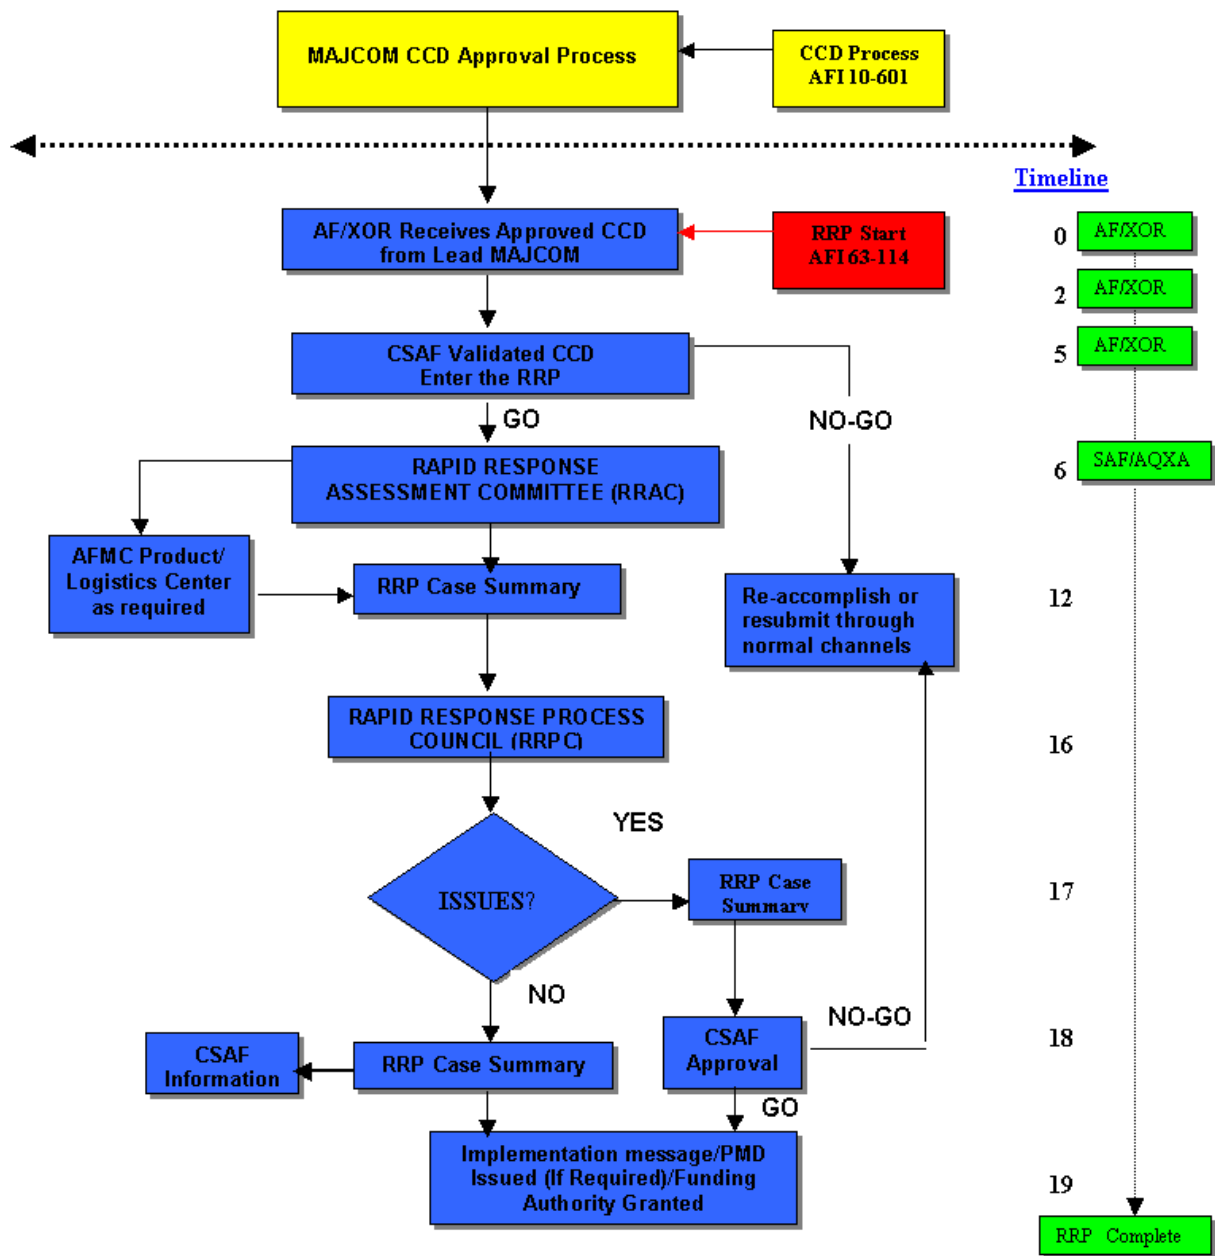 MAJCOM CCD Approval Process
CCD Process
AFI 10-601
Timeline
AF/XOR Receives Approved CCD
from Lead MAJCOM
RRP Start
AFI 63-114
0
AF/XOR
2
AF/XOR
CSAF Validated CCD
Enter the RRP
5
AF/XOR
GO
NO-GO
RAPID RESPONSE
ASSESSMENT COMMITTEE (RRAC)
6
SAF/AQXA
AFMC Product/
Logistics Center
as required
RRP Case Summary
Re-accomplish or
resubmit through
normal channels
12
RAPID RESPONSE PROCESS
COUNCIL (RRPC)
16
YES
ISSUES?
RRP Case
Summary
17
NO
NO-GO
CSAF
Information
RRP Case Summary
CSAF
Approval
18
GO
Implementation message/PMD
Issued (If Required)/Funding
Authority Granted
19
RRP Complete